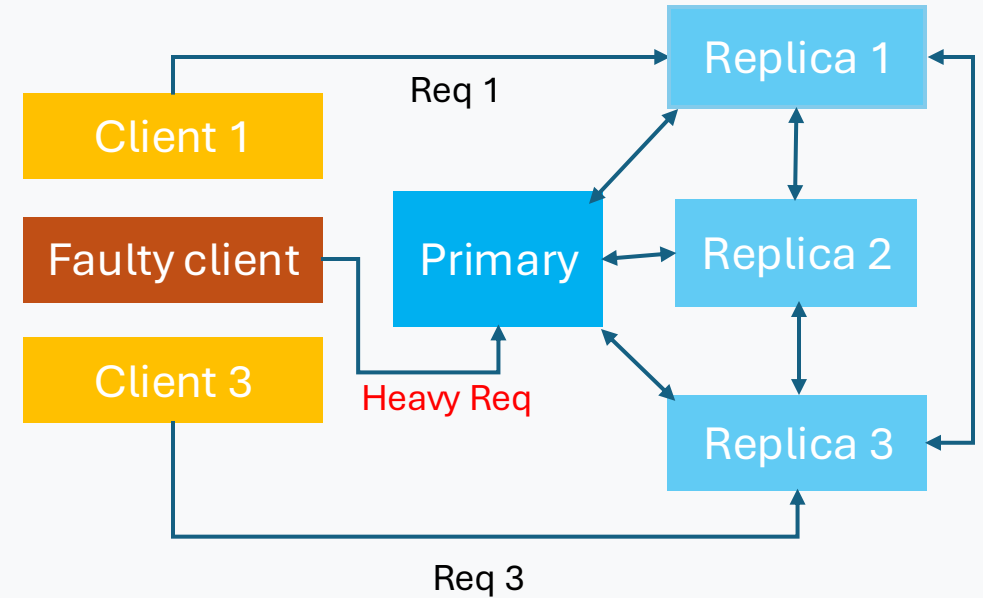 Replica 1
Req 1
Client 1
Faulty client
Primary
Replica 2
Client 3
Heavy Req
Replica 3
Req 3